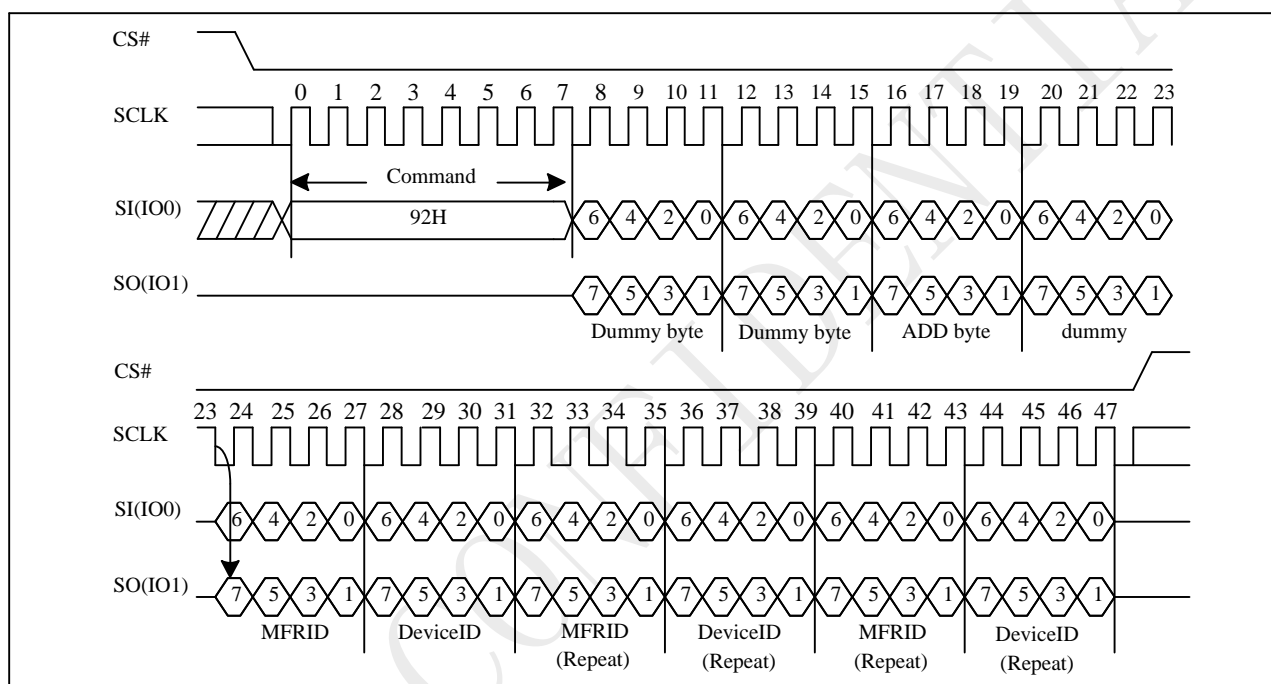 CS#
0 1 2 3 4 5 6 7 8 9 10 11 12 13 14 15 16 17 18 19 20 21 22 23
SCLK
Command
SI(IO0) 92H 6 4 2 0 6 4 2 0 6 4 2 0 6 4 2 0
SO(IO1) 7 5 3 1 7 5 3 1 7 5 3 1 7 5 3 1
Dummy byte Dummy byte ADD byte dummy
CS#
23 24 25 26 27 28 29 30 31 32 33 34 35 36 37 38 39 40 41 42 43 44 45 46 47
SCLK
SI(IO0) 6 4 2 0 6 4 2 0 6 4 2 0 6 4 2 0 6 4 2 0 6 4 2 0
SO(IO1) 7 5 3 1 7 5 3 1 7 5 3 1 7 5 3 1 7 5 3 1 7 5 3 1
MFRID DeviceID MFRID DeviceID MFRID DeviceID
(Repeat) (Repeat) (Repeat) (Repeat)
CONFIDENTIA